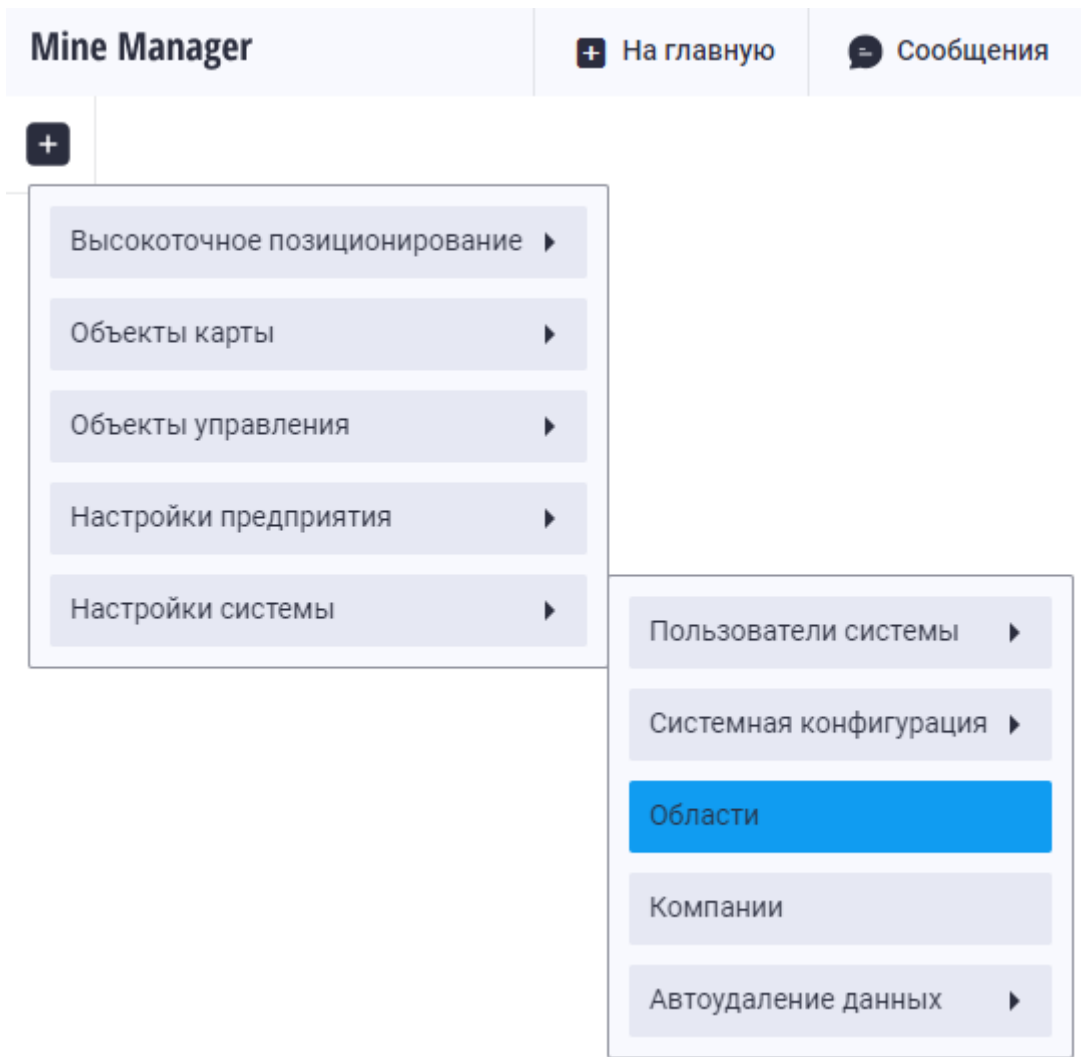 Mine Manager
На главную
Сообщения
Высокоточное позиционирование
Объекты карты
Объекты управления
Настройки предприятия
Настройки системы
Пользователи системы
Системная конфигурация
Области
Компании
Автоудаление данных